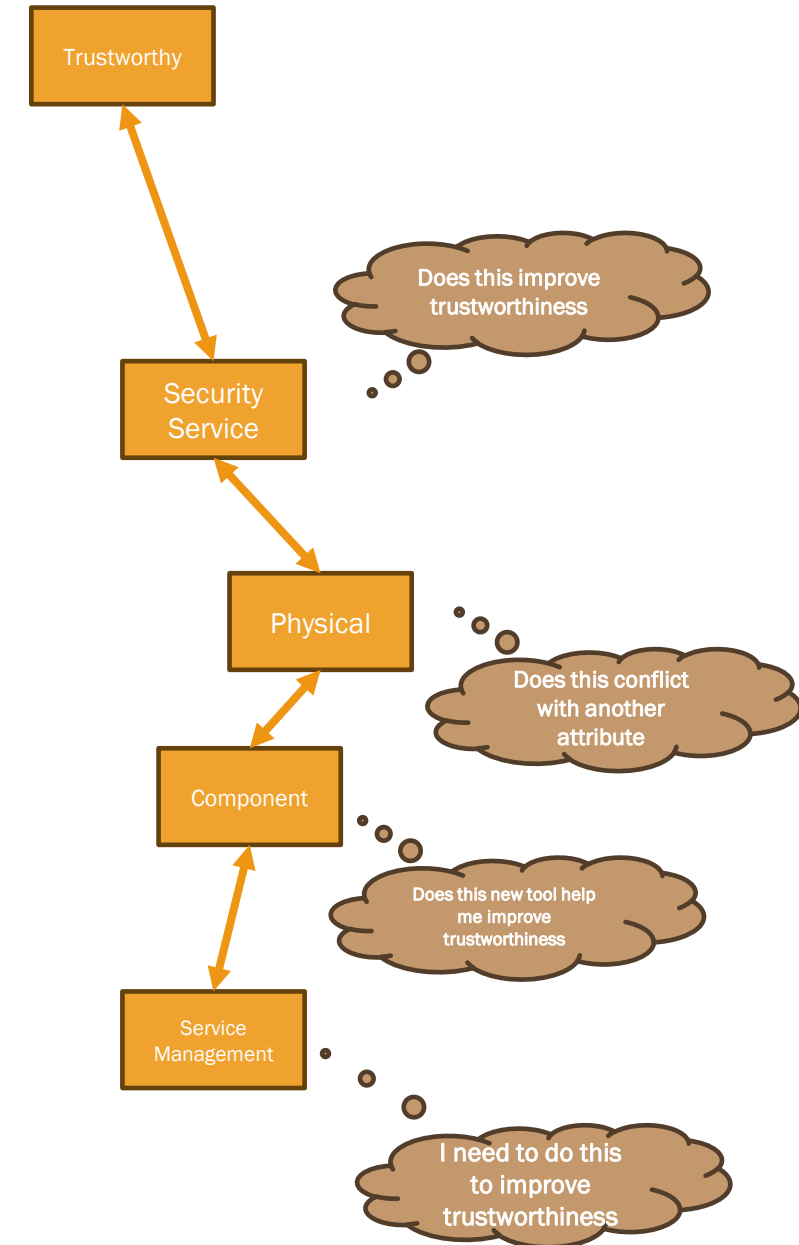 Trustworthy
Does this improve
trustworthiness
Security
Service
Physical
Does this conflict
with another
attribute
Component
Does this new tool help
me improve
trustworthiness
Service
Management
I need to do this
to improve
trustworthiness